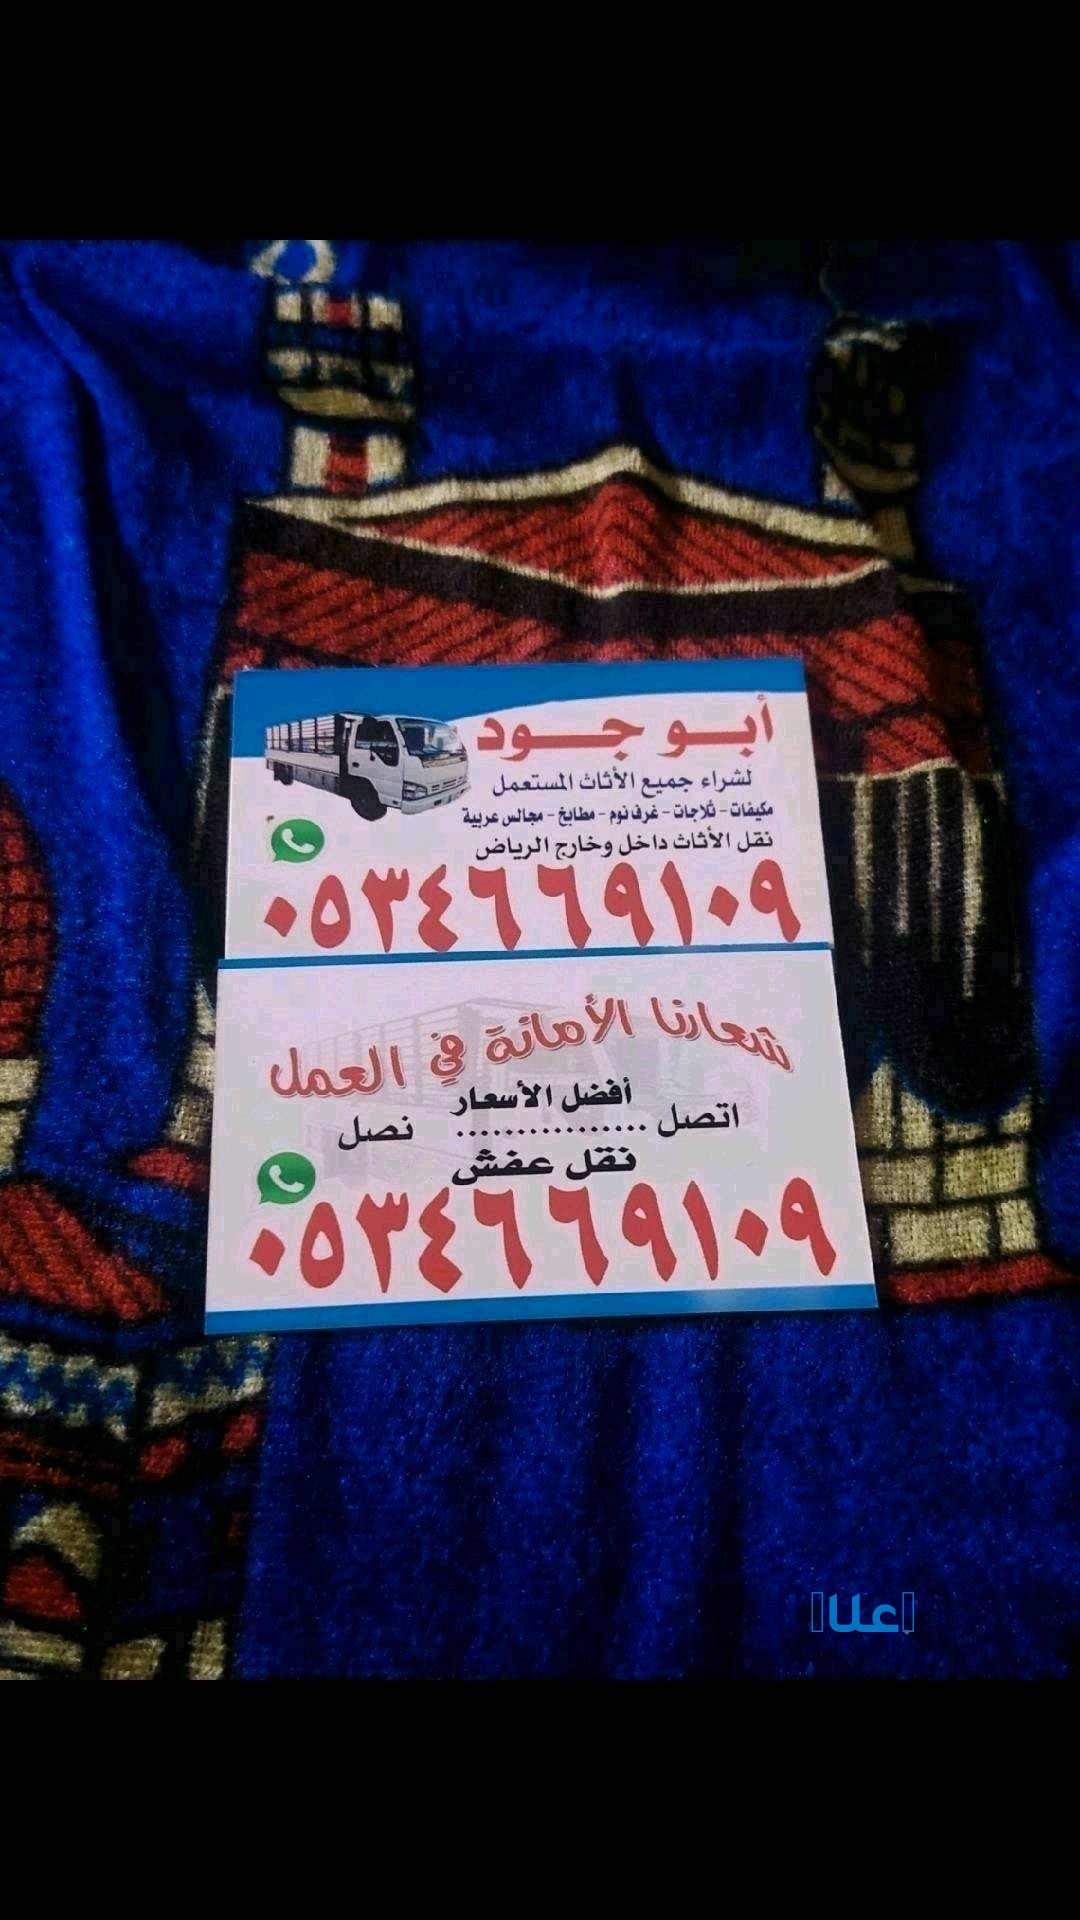 أبو جود
لشراء جميع الأثاث المستعمل
مكيفات - ثلاجات - غرف نوم - مطابخ - مجالس عربية
نقل الأثاث داخل وخارج الرياض
٠٥٣٤٦٦٩١٠٩
شعارنا الأمانة في العمل
أفضل الأسعار
اتصل ................ نصل
نقل عفش
٠٥٣٤٦٦٩١٠٩